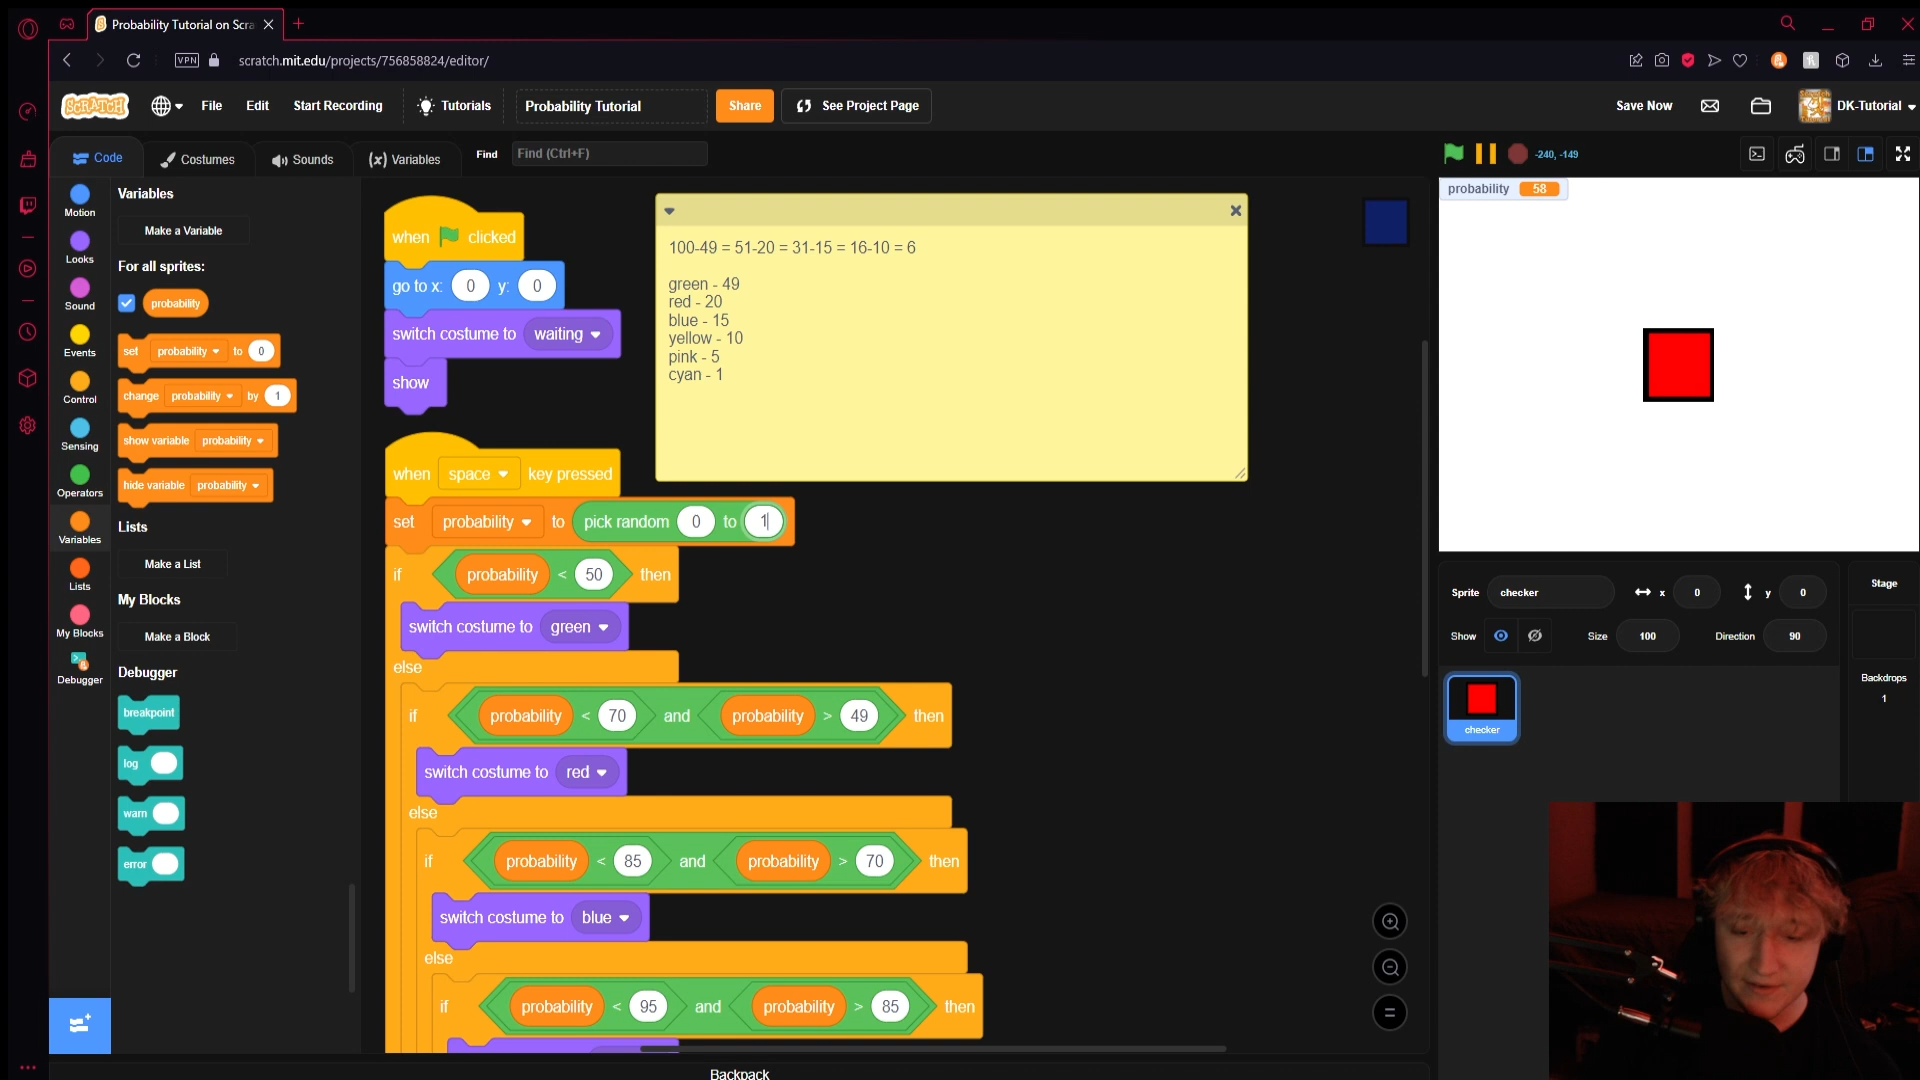 Probability Tutorial on Scra
VPN
scratch.mit.edu/projects/756858824/editor/
SCRATCH
File
Edit
Start Recording
Tutorials
Probability Tutorial
Share
See Project Page
Save Now
DK-Tutorial
Code
Costumes
Sounds
(x) Variables
Find
Find (Ctrl+F)
-240, -149
Motion
Looks
Sound
Events
Control
Sensing
Operators
Variables
Lists
My Blocks
Debugger
Variables
Make a Variable
For all sprites:
probability
set probability to 0
change probability by 1
show variable probability
hide variable probability
Lists
Make a List
My Blocks
Make a Block
Debugger
breakpoint
log
warn
error
when clicked
go to x: 0 y: 0
switch costume to waiting
show
100-49 = 51-20 = 31-15 = 16-10 = 6
green - 49
red - 20
blue - 15
yellow - 10
pink - 5
cyan - 1
when space key pressed
set probability to pick random 0 to 1
if probability < 50 then
switch costume to green
else
if probability < 70 and probability > 49 then
switch costume to red
else
if probability < 85 and probability > 70 then
switch costume to blue
else
if probability < 95 and probability > 85 then
Backpack
probability 58
Sprite checker x 0 y 0
Show Size 100 Direction 90
checker
Stage
Backdrops
1